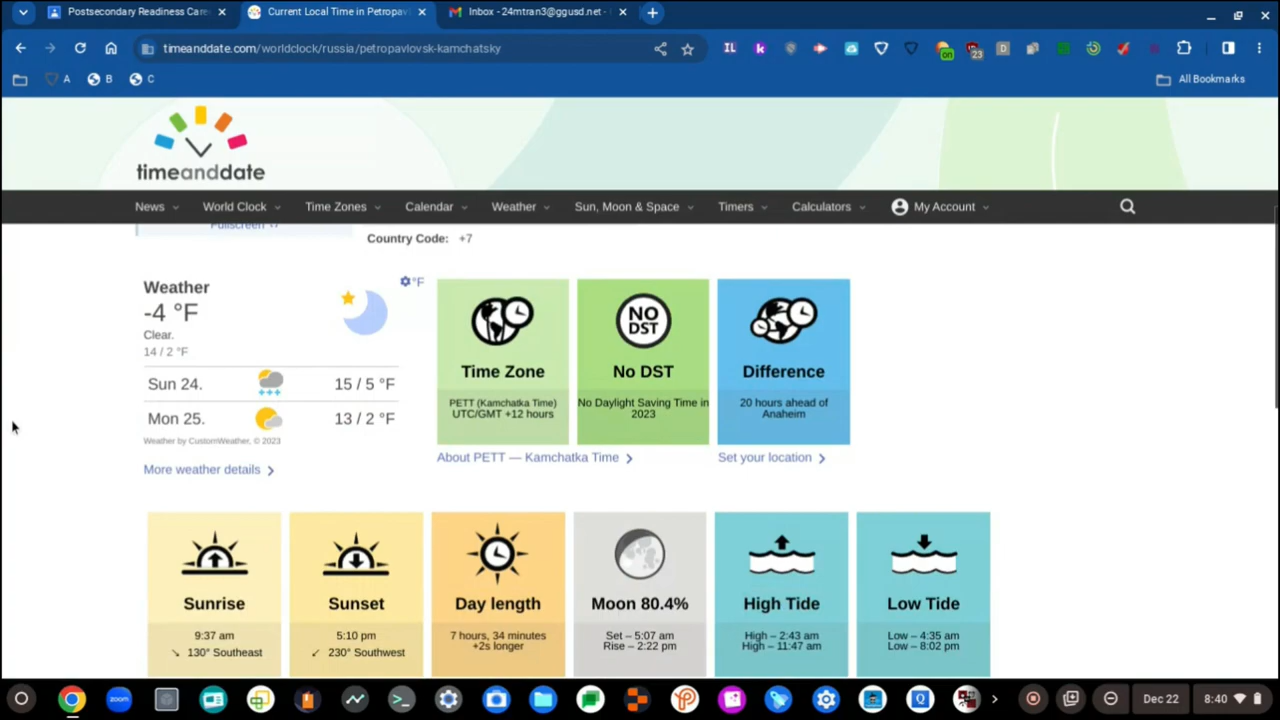 Postsecondary Readiness Care
Current Local Time in Petropav
Inbox - 24mtran3@ggusd.net -
timeanddate.com/worldclock/russia/petropavlovsk-kamchatsky
IL
k
on
23
D
A
B
C
All Bookmarks
timeanddate
News
World Clock
Time Zones
Calendar
Weather
Sun, Moon & Space
Timers
Calculators
My Account
Fullscreen
Country Code: +7
Weather
°F
-4 °F
Clear.
14 / 2 °F
Sun 24. 15 / 5 °F
Mon 25. 13 / 2 °F
Weather by CustomWeather, © 2023
More weather details
Time Zone
PETT (Kamchatka Time)
UTC/GMT +12 hours
About PETT — Kamchatka Time
NO
DST
No DST
No Daylight Saving Time in
2023
Difference
20 hours ahead of
Anaheim
Set your location
Sunrise
9:37 am
↘ 130° Southeast
Sunset
5:10 pm
↙ 230° Southwest
Day length
7 hours, 34 minutes
+2s longer
Moon 80.4%
Set – 5:07 am
Rise – 2:22 pm
High Tide
High – 2:43 am
High – 11:47 am
Low Tide
Low – 4:35 am
Low – 8:02 pm
zoom
Q
Dec 22
8:40